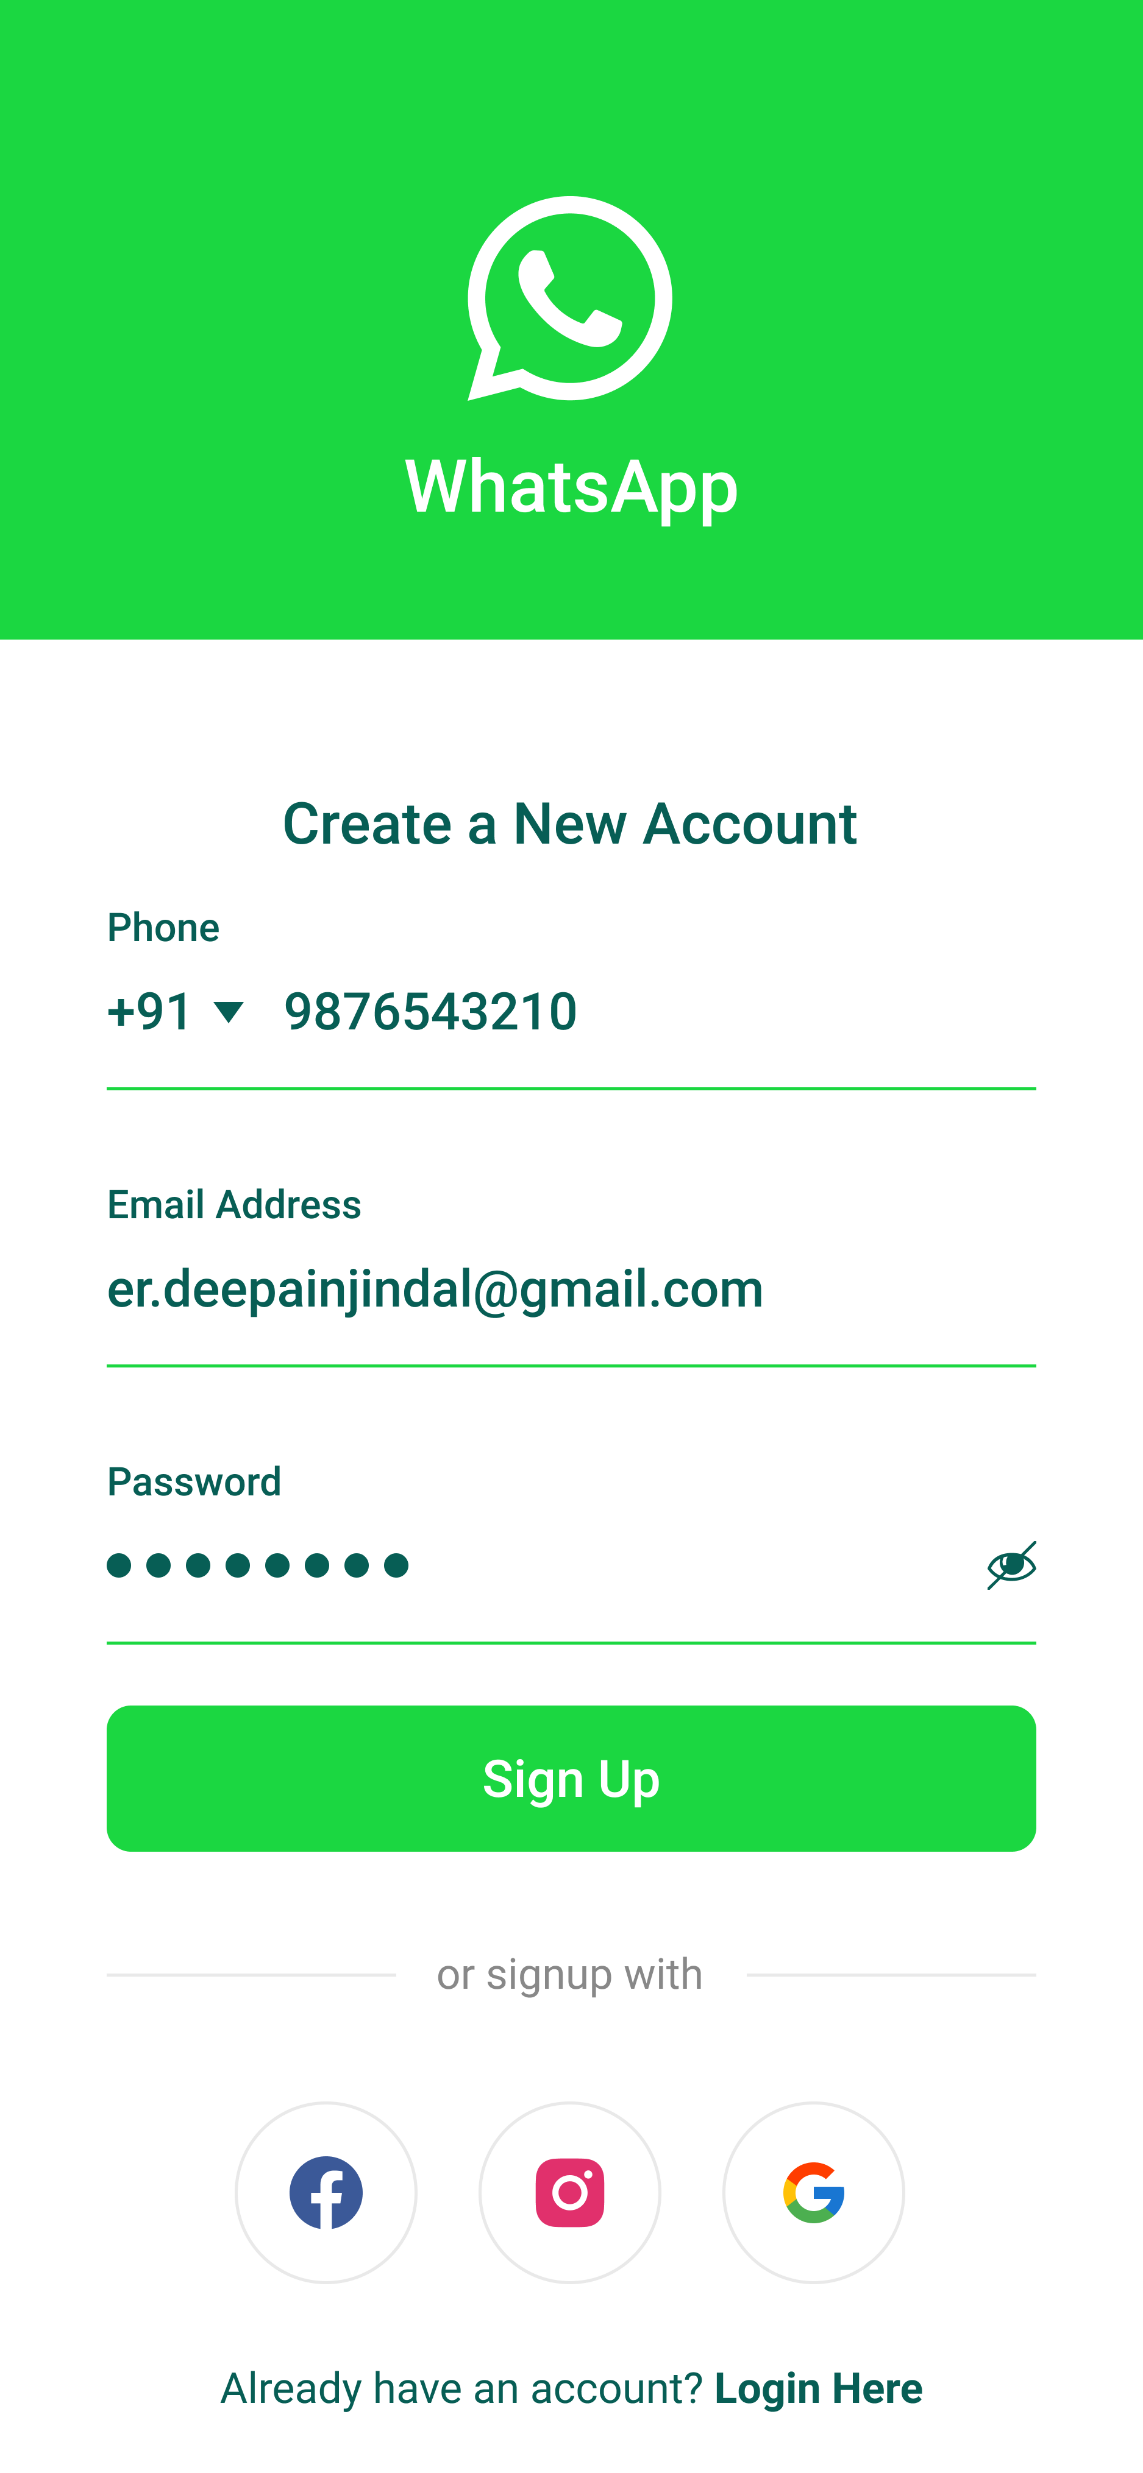 WhatsApp
Create a New Account
Phone
+91 9876543210
Email Address
er.deepainjindal@gmail.com
Password
Sign Up
or signup with
Already have an account? Login Here